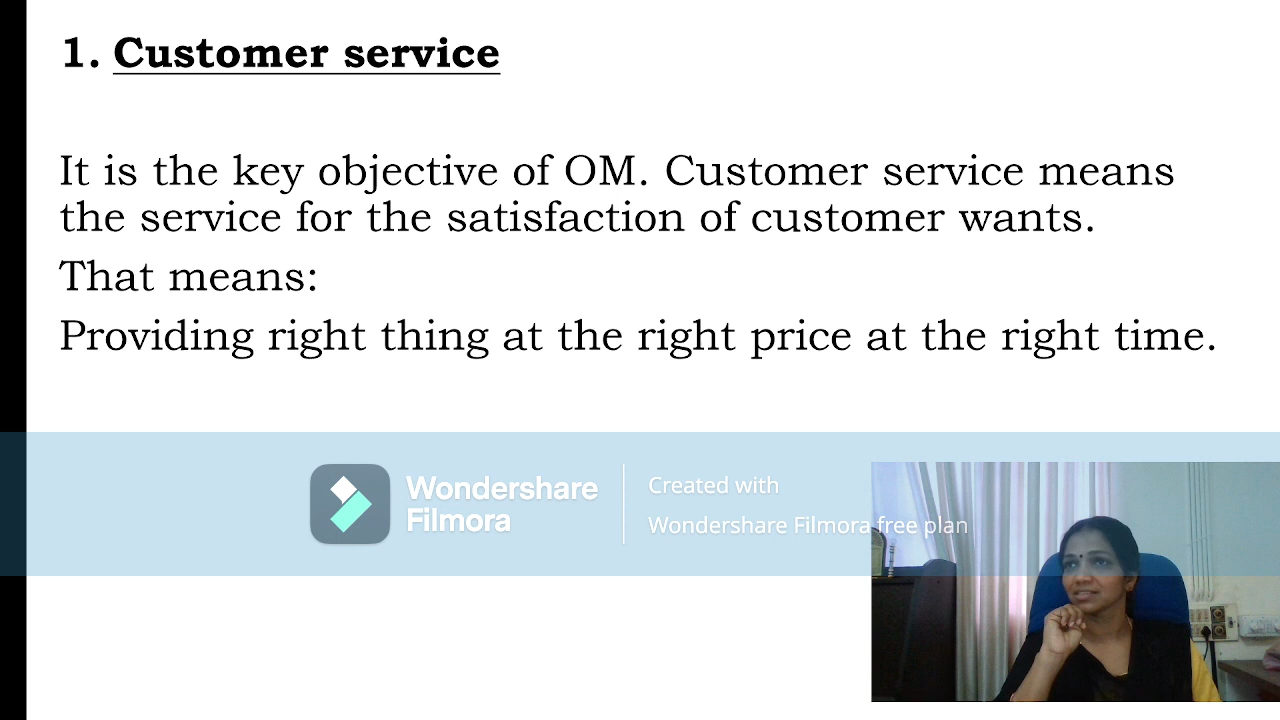 1. Customer service
It is the key objective of OM. Customer service means
the service for the satisfaction of customer wants.
That means:
Providing right thing at the right price at the right time.
Wondershare
Filmora
Created with
Wondershare Filmora free plan